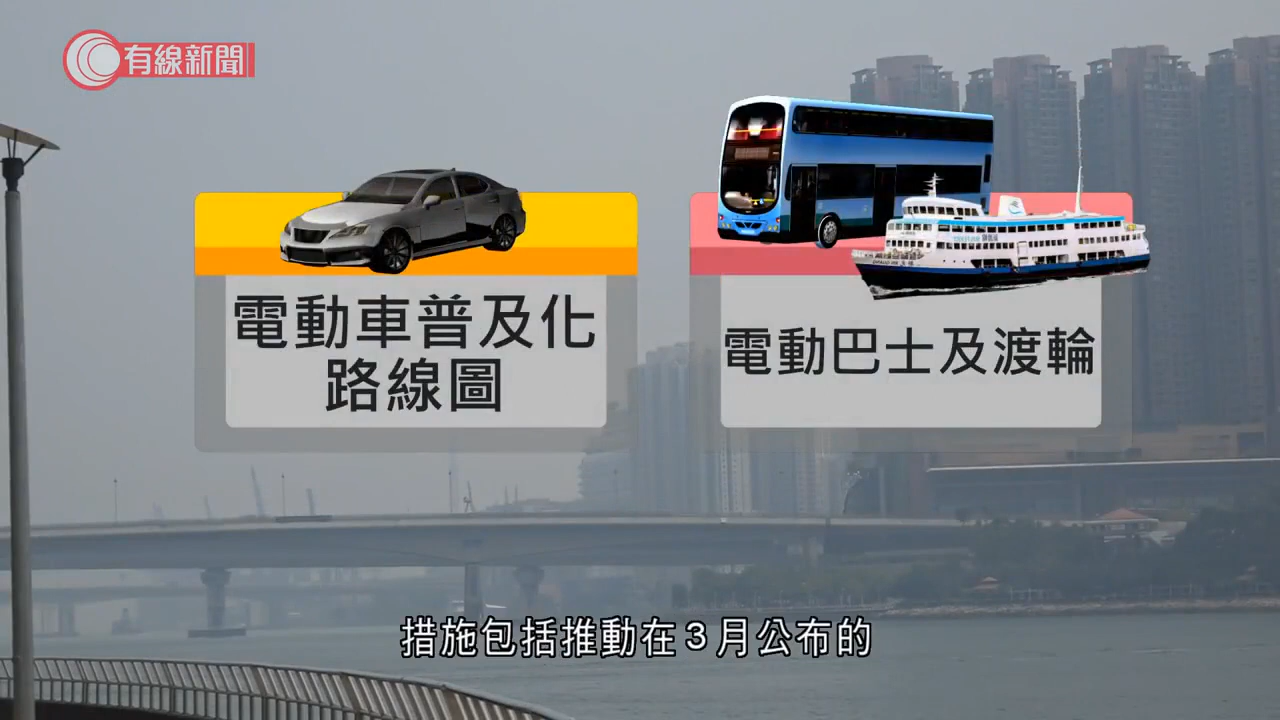 有線新聞
電動車普及化
路線圖
電動巴士及渡輪
措施包括推動在3月公布的